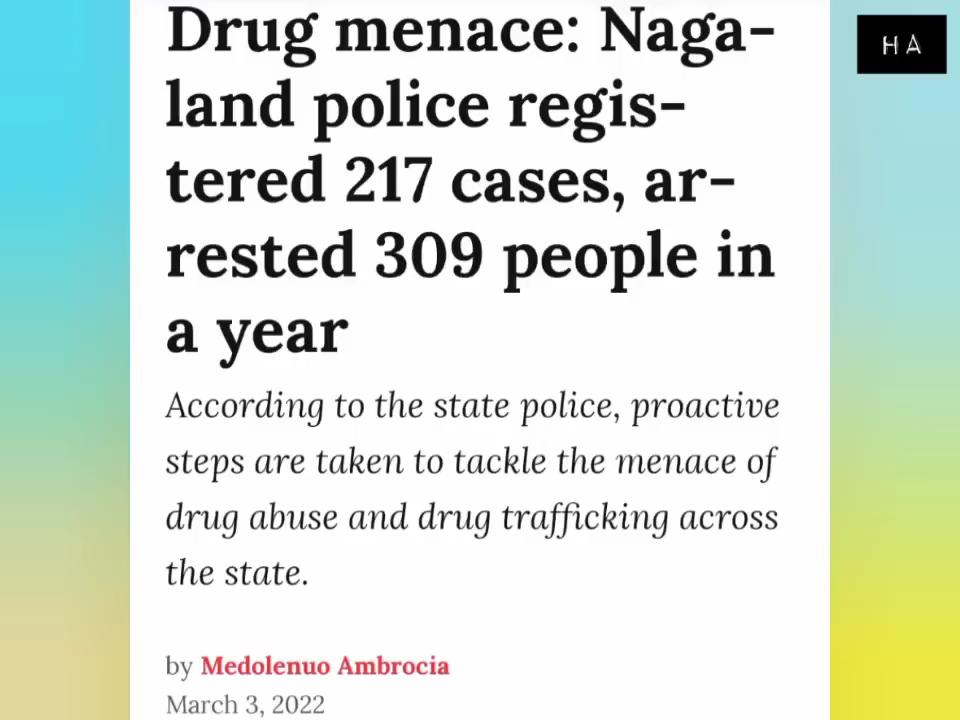 Drug menace: Naga-
land police regis-
tered 217 cases, ar-
rested 309 people in
a year
According to the state police, proactive
steps are taken to tackle the menace of
drug abuse and drug trafficking across
the state.
by Medolenuo Ambrocia
March 3, 2022
H A